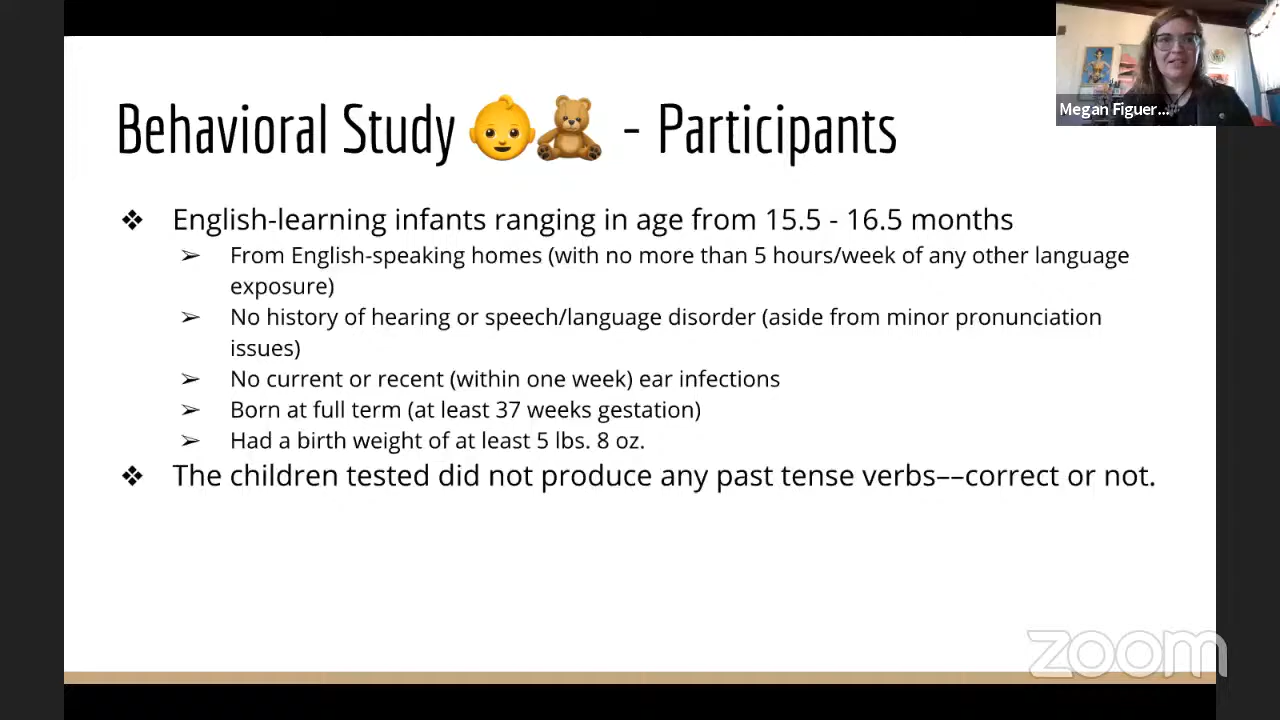 Megan Figuer...
Behavioral Study 👶🧸 - Participants
❖ English-learning infants ranging in age from 15.5 - 16.5 months
➢ From English-speaking homes (with no more than 5 hours/week of any other language
exposure)
➢ No history of hearing or speech/language disorder (aside from minor pronunciation
issues)
➢ No current or recent (within one week) ear infections
➢ Born at full term (at least 37 weeks gestation)
➢ Had a birth weight of at least 5 lbs. 8 oz.
❖ The children tested did not produce any past tense verbs––correct or not.
zoom